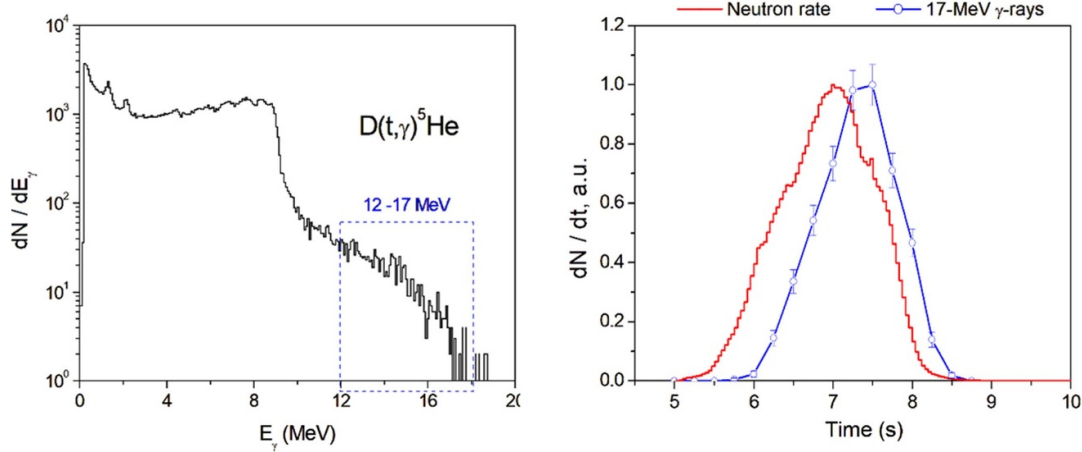 10⁴
10³
10²
10¹
10⁰
dN / dEᵧ
D(t,γ)⁵He
12 -17 MeV
0 4 8 12 16 20
Eᵧ (MeV)
Neutron rate 17-MeV γ-rays
1.2
1.0
0.8
0.6
0.4
0.2
0.0
dN / dt, a.u.
5 6 7 8 9 10
Time (s)